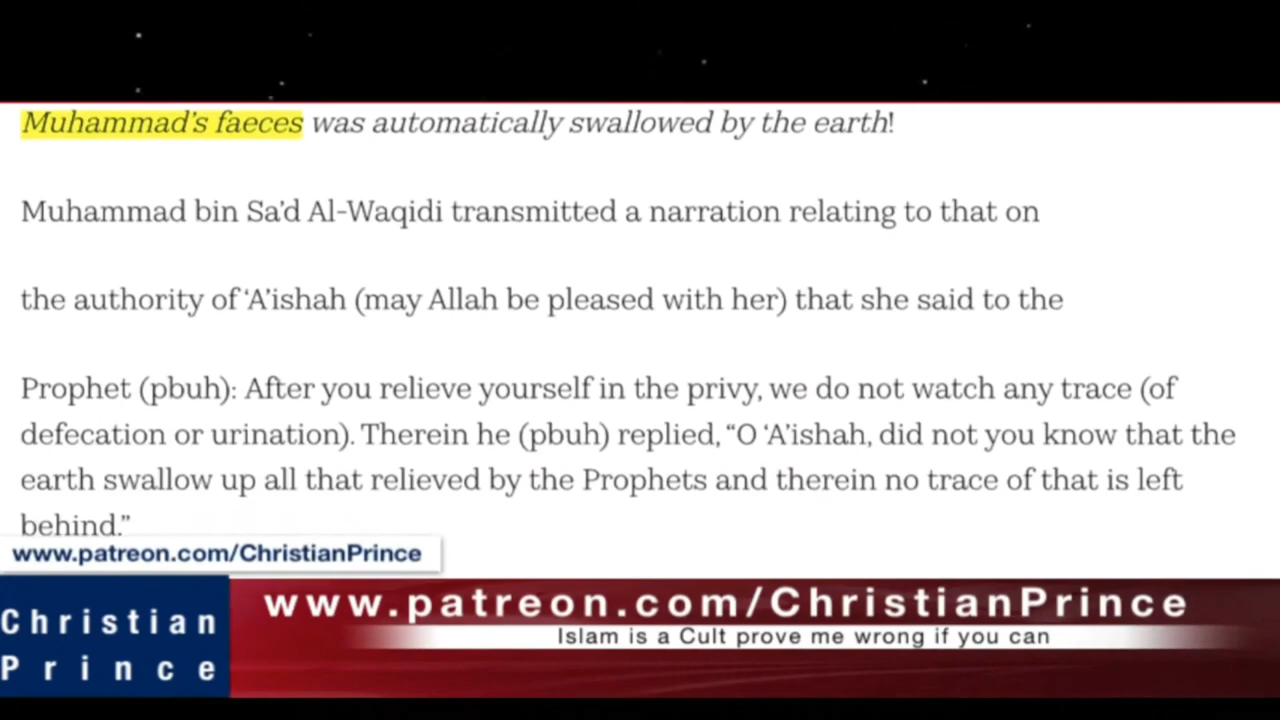 Muhammad's faeces was automatically swallowed by the earth!
Muhammad bin Sa'd Al-Waqidi transmitted a narration relating to that on
the authority of 'A'ishah (may Allah be pleased with her) that she said to the
Prophet (pbuh): After you relieve yourself in the privy, we do not watch any trace (of
defecation or urination). Therein he (pbuh) replied, “O 'A'ishah, did not you know that the
earth swallow up all that relieved by the Prophets and therein no trace of that is left
behind.”
www.patreon.com/ChristianPrince
www.patreon.com/ChristianPrince
Islam is a Cult prove me wrong if you can
Christian
Prince